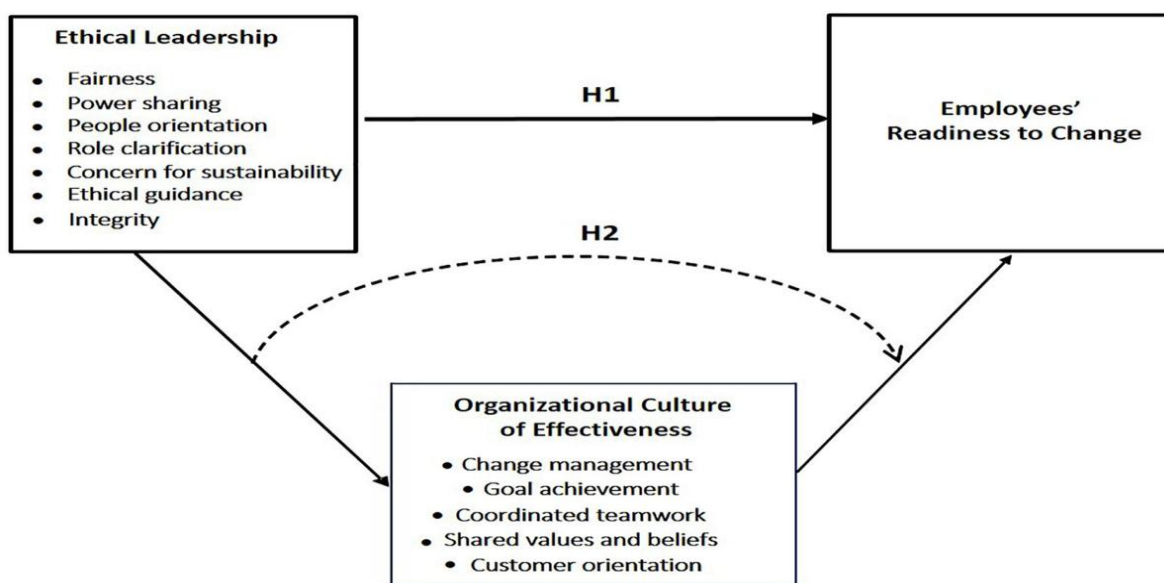 Ethical Leadership
• Fairness
• Power sharing
• People orientation
• Role clarification
• Concern for sustainability
• Ethical guidance
• Integrity
H1
Employees’
Readiness to Change
H2
Organizational Culture
of Effectiveness
• Change management
• Goal achievement
• Coordinated teamwork
• Shared values and beliefs
• Customer orientation